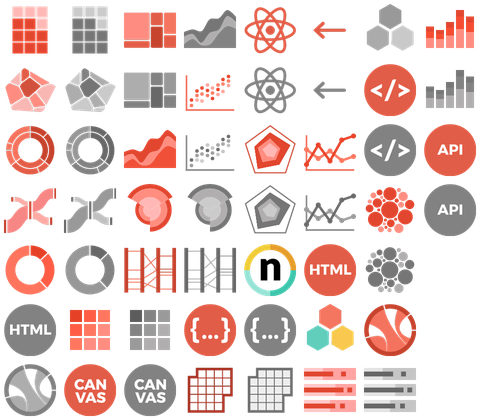 </>
</>
API
API
n
HTML
HTML
{...}
{...}
CAN
VAS
CAN
VAS